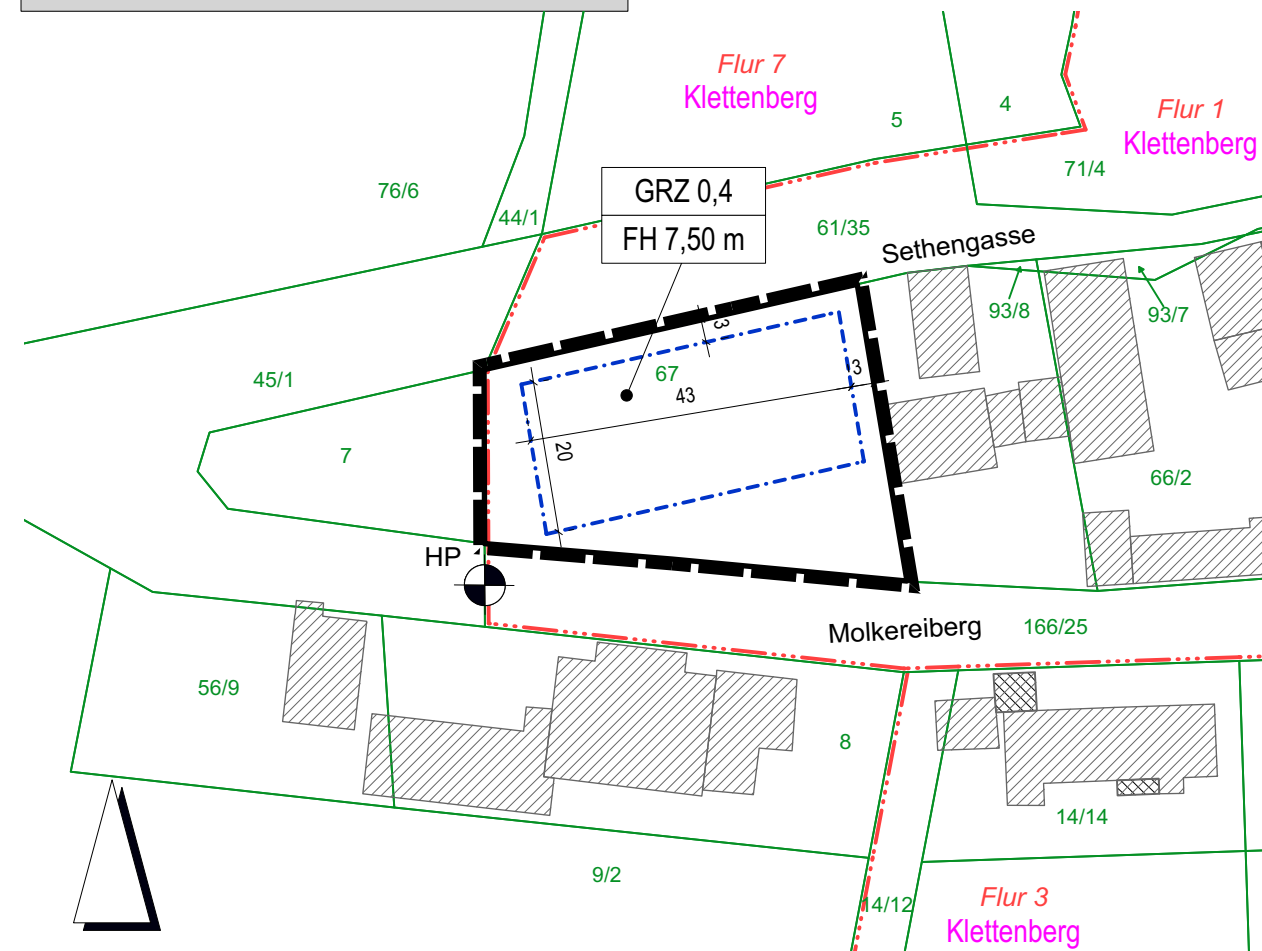 Flur 7
Klettenberg
4
Flur 1
Klettenberg
5
71/4
76/6
GRZ 0,4
44/1
61/35
FH 7,50 m
Sethengasse
93/8
93/7
3
67
3
45/1
43
7
20
66/2
HP
Molkereiberg
166/25
56/9
8
14/14
9/2
14/12
Flur 3
Klettenberg